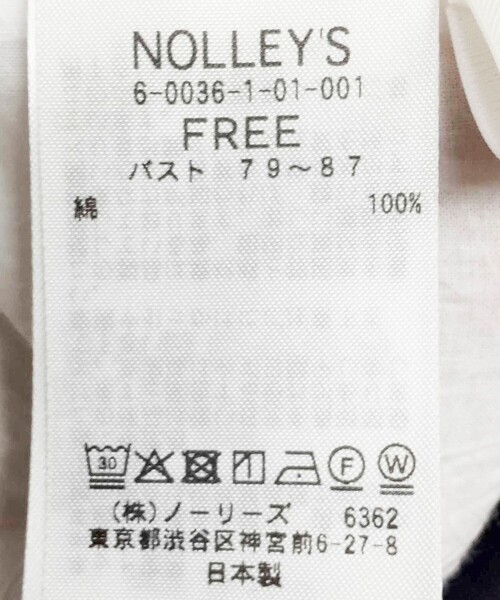 NOLLEY'S
6-0036-1-01-001
FREE
バスト 79～87
綿 100%
30 F W
(株)ノーリーズ 6362
東京都渋谷区神宮前6-27-8
日本製